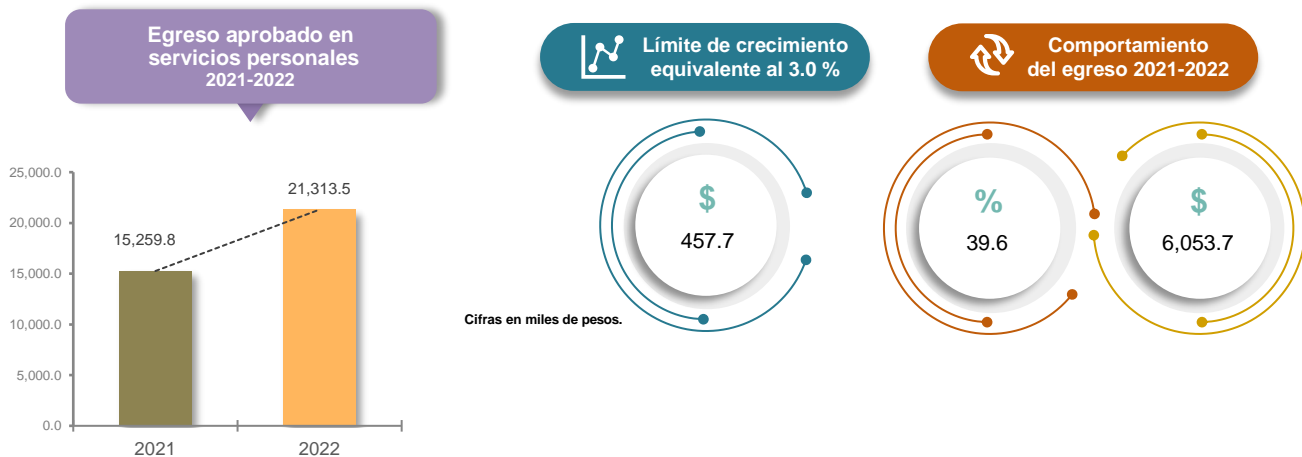 Egreso aprobado en
servicios personales
2021-2022
25,000.0
20,000.0
15,000.0
10,000.0
5,000.0
0.0
15,259.8
21,313.5
2021
2022
Límite de crecimiento
equivalente al 3.0 %
$
457.7
Cifras en miles de pesos.
Comportamiento
del egreso 2021-2022
%
39.6
$
6,053.7